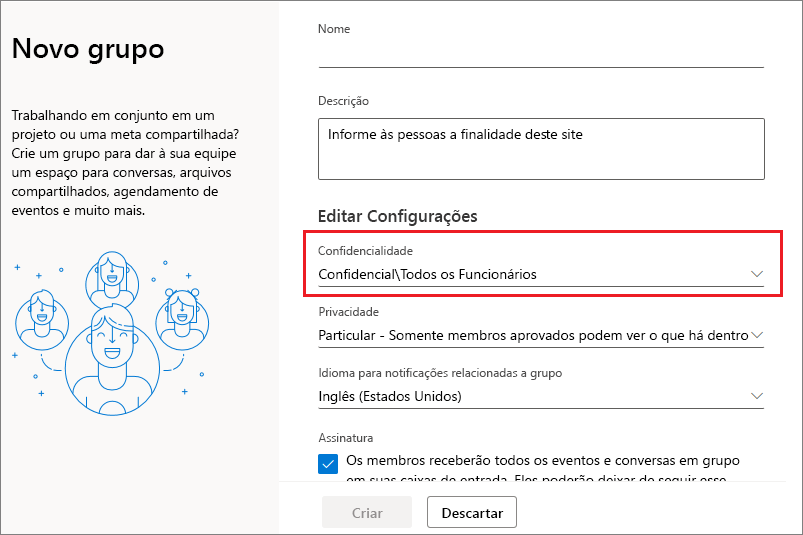 Novo grupo
Trabalhando em conjunto em um
projeto ou uma meta compartilhada?
Crie um grupo para dar à sua equipe
um espaço para conversas, arquivos
compartilhados, agendamento de
eventos e muito mais.
Nome
Descrição
Informe às pessoas a finalidade deste site
Editar Configurações
Confidencialidade
Confidencial\Todos os Funcionários
Privacidade
Particular - Somente membros aprovados podem ver o que há dentro
Idioma para notificações relacionadas a grupo
Inglês (Estados Unidos)
Assinatura
Os membros receberão todos os eventos e conversas em grupo
em suas caixas de entrada. Eles poderão deixar de seguir esse
Criar
Descartar